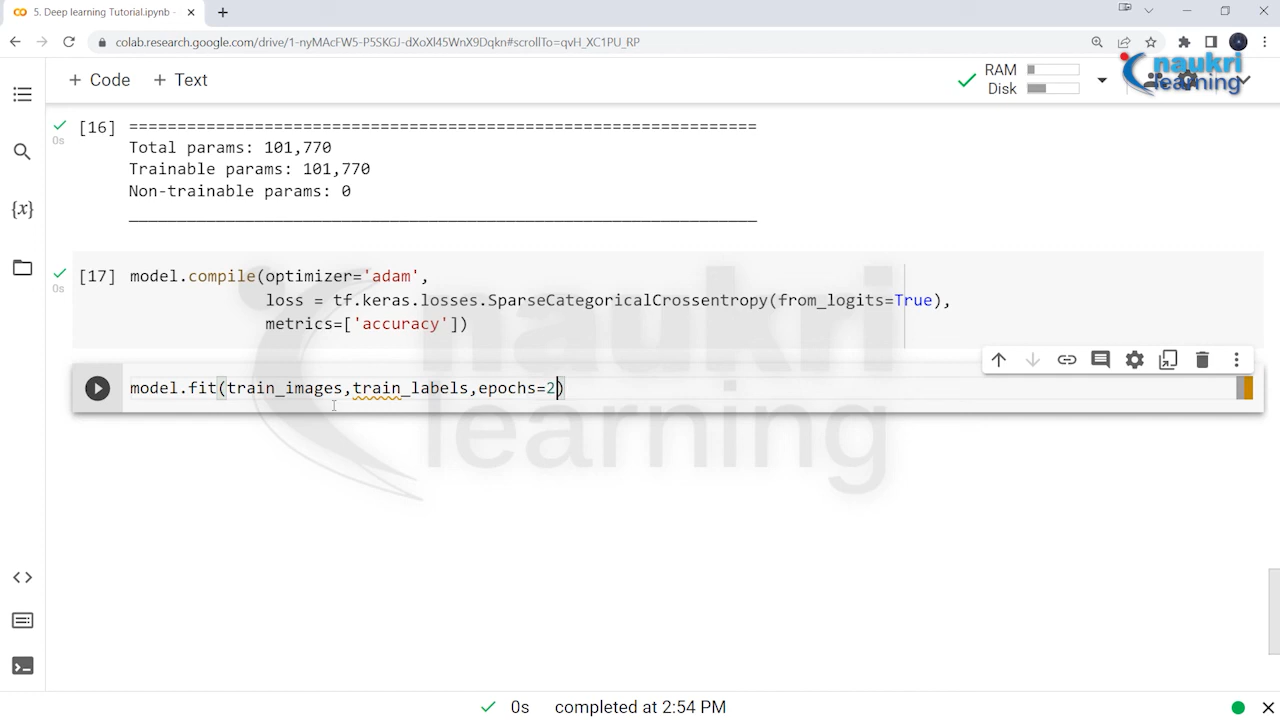 5. Deep learning Tutorial.ipynb -
colab.research.google.com/drive/1-nyMAcFW5-P5SKGJ-dXoXl45WnX9Dqkn#scrollTo=qvH_XC1PU_RP
+ Code + Text
RAM
Disk
naukri
learning
[16] =================================================================
0s
Total params: 101,770
Trainable params: 101,770
Non-trainable params: 0
_________________________________________________________________
[17] model.compile(optimizer='adam',
0s
loss = tf.keras.losses.SparseCategoricalCrossentropy(from_logits=True),
metrics=['accuracy'])
model.fit(train_images,train_labels,epochs=2)
naukri
learning
0s completed at 2:54 PM